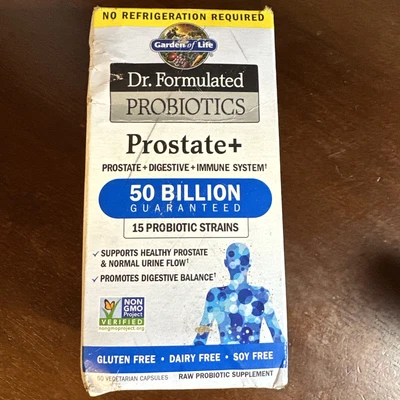 NO REFRIGERATION REQUIRED
Garden of Life
Dr. Formulated
PROBIOTICS
Prostate+
PROSTATE + DIGESTIVE + IMMUNE SYSTEM†
50 BILLION
GUARANTEED
15 PROBIOTIC STRAINS
✓ SUPPORTS HEALTHY PROSTATE
& NORMAL URINE FLOW†
✓ PROMOTES DIGESTIVE BALANCE†
NON
GMO
Project
VERIFIED
nongmoproject.org
GLUTEN FREE • DAIRY FREE • SOY FREE
VEGETARIAN CAPSULES RAW PROBIOTIC SUPPLEMENT